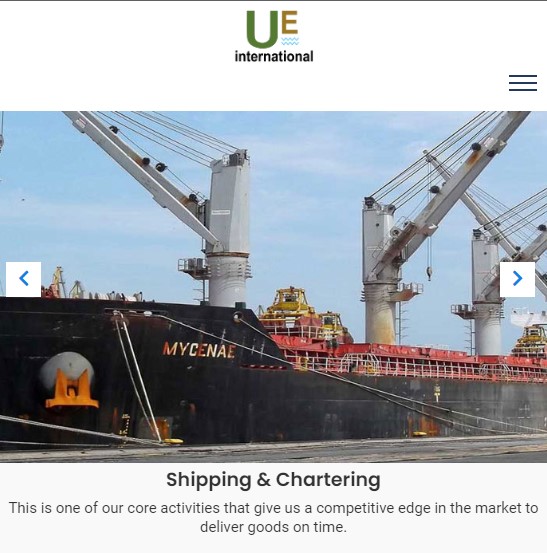 UE
international
MYCENAE
Shipping & Chartering
This is one of our core activities that give us a competitive edge in the market to
deliver goods on time.